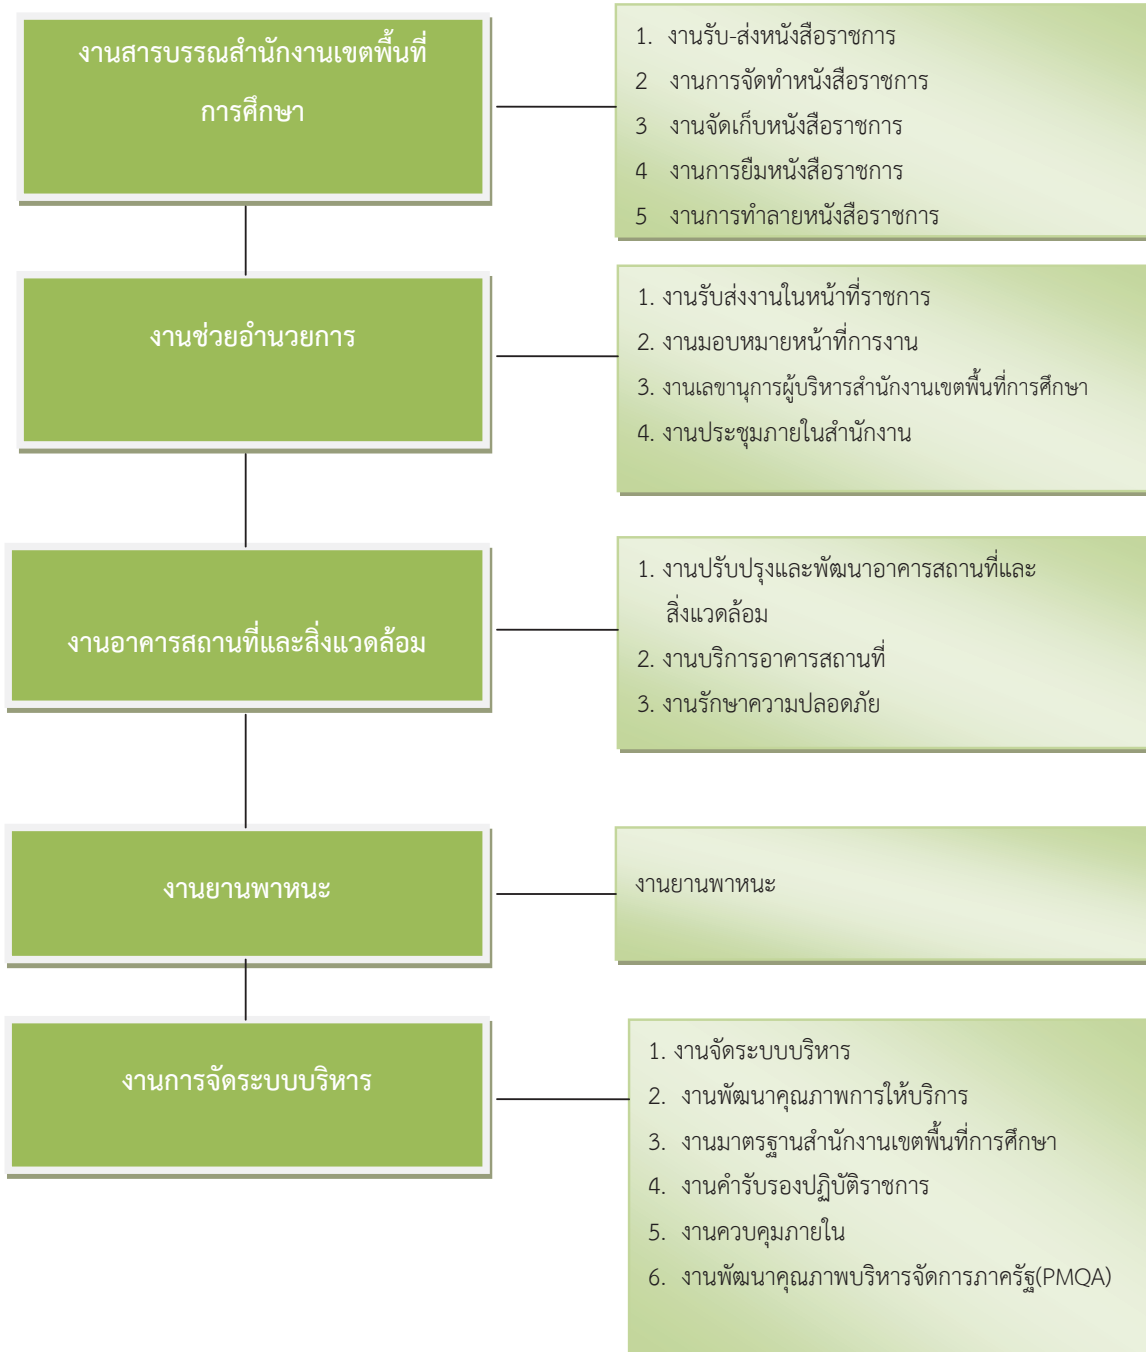 งานสารบรรณสำนักงานเขตพื้นที่
การศึกษา
1. งานรับ-ส่งหนังสือราชการ
2 งานการจัดทำหนังสือราชการ
3 งานจัดเก็บหนังสือราชการ
4 งานการยืมหนังสือราชการ
5 งานการทำลายหนังสือราชการ
งานช่วยอำนวยการ
1. งานรับส่งงานในหน้าที่ราชการ
2. งานมอบหมายหน้าที่การงาน
3. งานเลขานุการผู้บริหารสำนักงานเขตพื้นที่การศึกษา
4. งานประชุมภายในสำนักงาน
งานอาคารสถานที่และสิ่งแวดล้อม
1. งานปรับปรุงและพัฒนาอาคารสถานที่และ
สิ่งแวดล้อม
2. งานบริการอาคารสถานที่
3. งานรักษาความปลอดภัย
งานยานพาหนะ
งานยานพาหนะ
งานการจัดระบบบริหาร
1. งานจัดระบบบริหาร
2. งานพัฒนาคุณภาพการให้บริการ
3. งานมาตรฐานสำนักงานเขตพื้นที่การศึกษา
4. งานคำรับรองปฏิบัติราชการ
5. งานควบคุมภายใน
6. งานพัฒนาคุณภาพบริหารจัดการภาครัฐ(PMQA)